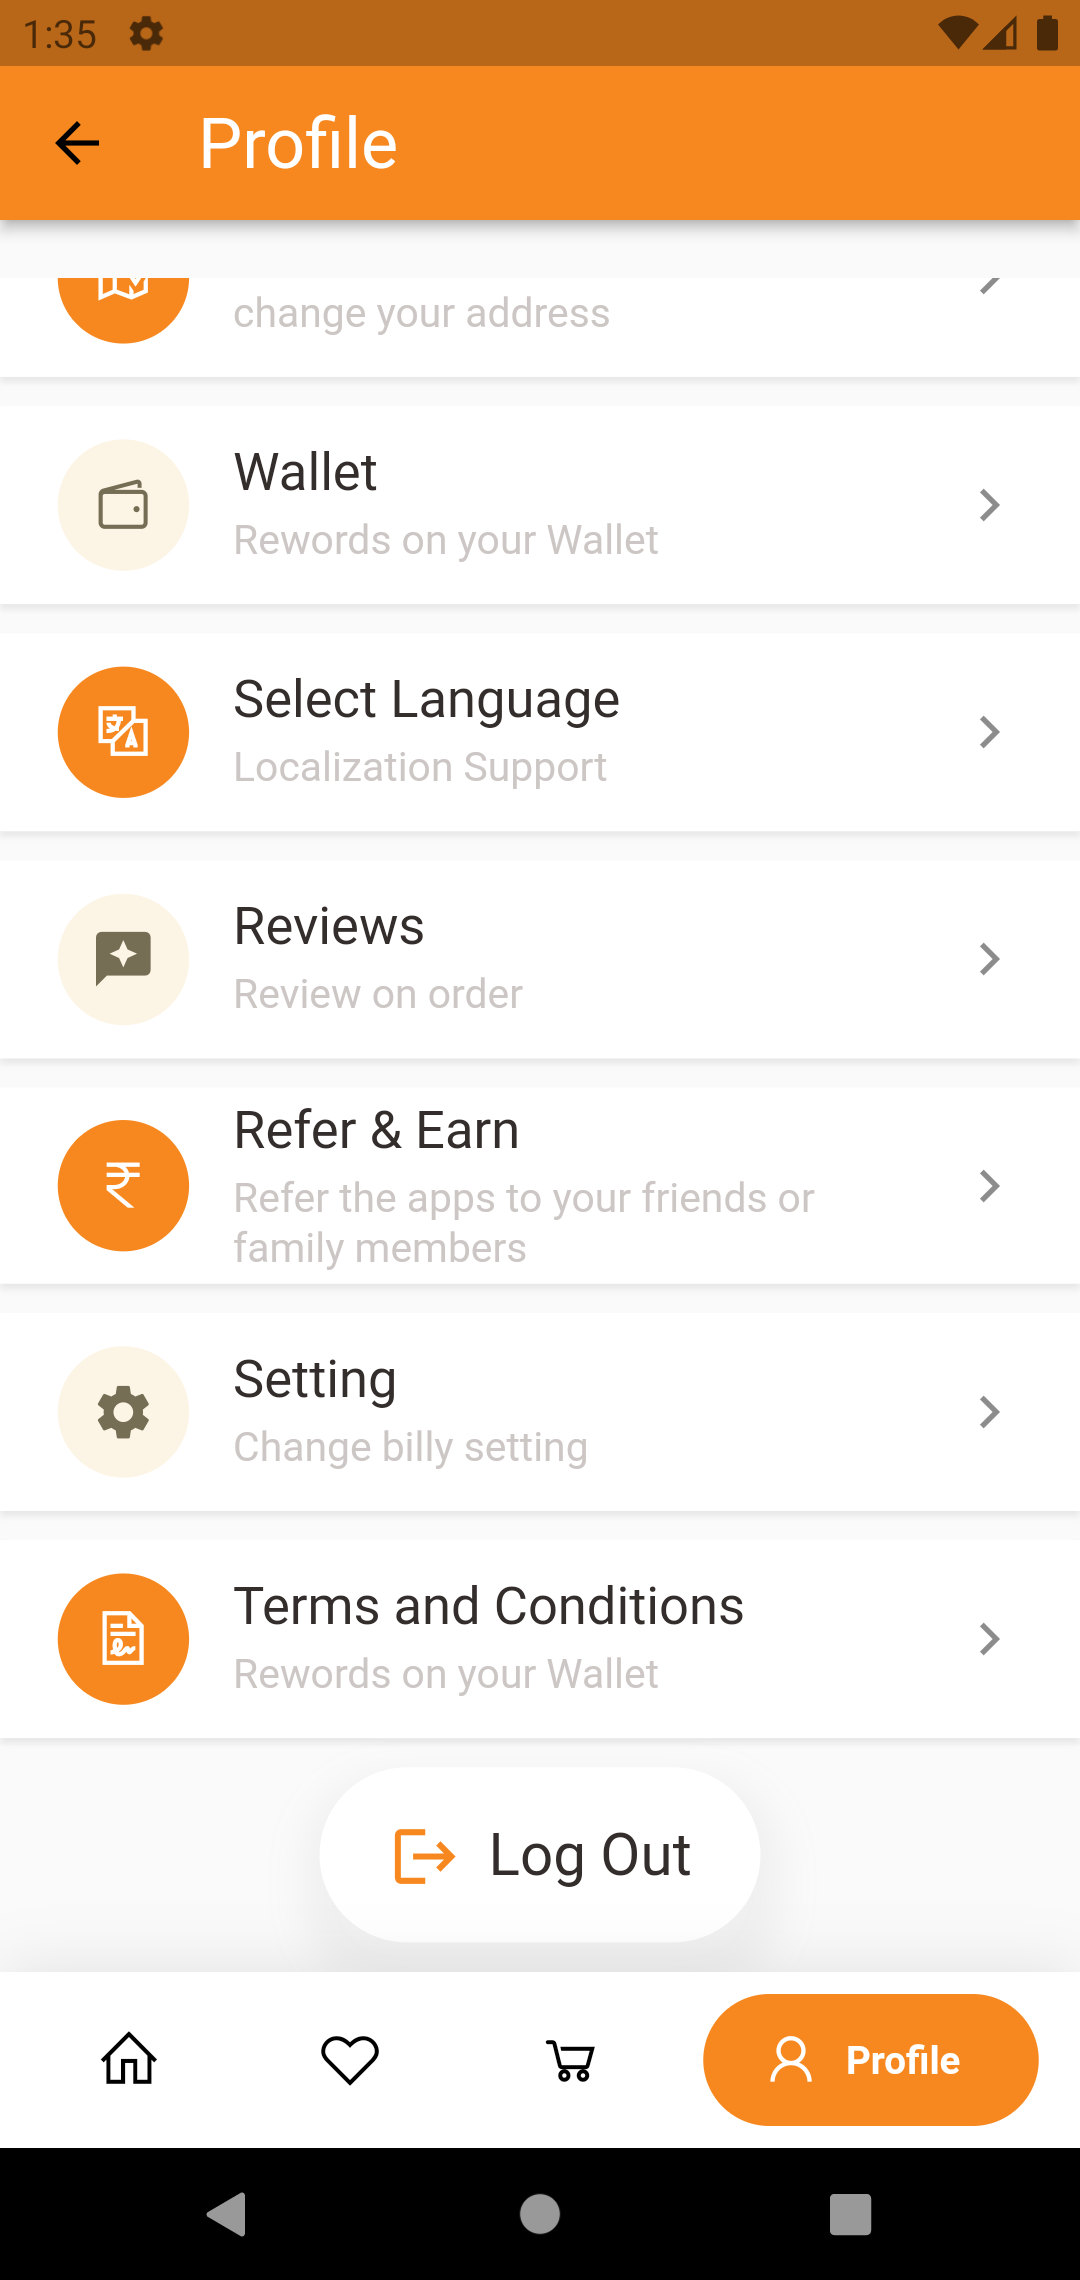 1:35
Profile
change your address
Wallet
Rewords on your Wallet
Select Language
Localization Support
Reviews
Review on order
Refer & Earn
Refer the apps to your friends or
family members
Setting
Change billy setting
Terms and Conditions
Rewords on your Wallet
Log Out
Profile